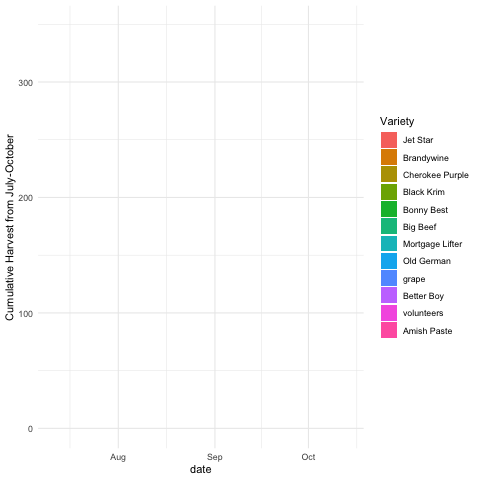 Cumulative Harvest from July-October
300
200
100
0
Aug
Sep
Oct
date
Variety
Jet Star
Brandywine
Cherokee Purple
Black Krim
Bonny Best
Big Beef
Mortgage Lifter
Old German
grape
Better Boy
volunteers
Amish Paste